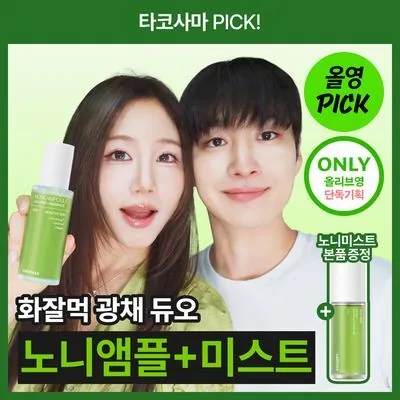 타코사마 PICK!
올영
PICK
ONLY
올리브영
단독기획
노니미스트
본품증정
+
화잘먹 광채 듀오
노니앰플+미스트